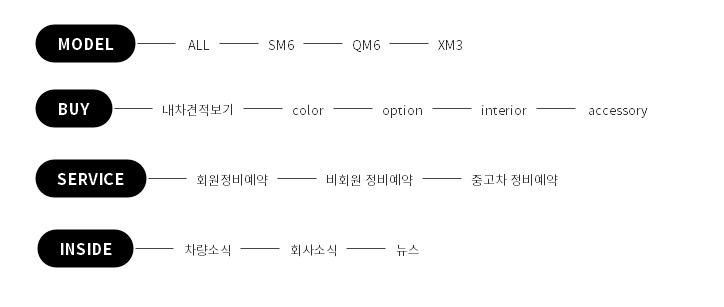 MODEL ALL SM6 QM6 XM3
BUY 내차견적보기 color option interior accessory
SERVICE 회원정비예약 비회원 정비예약 중고차 정비예약
INSIDE 차량소식 회사소식 뉴스